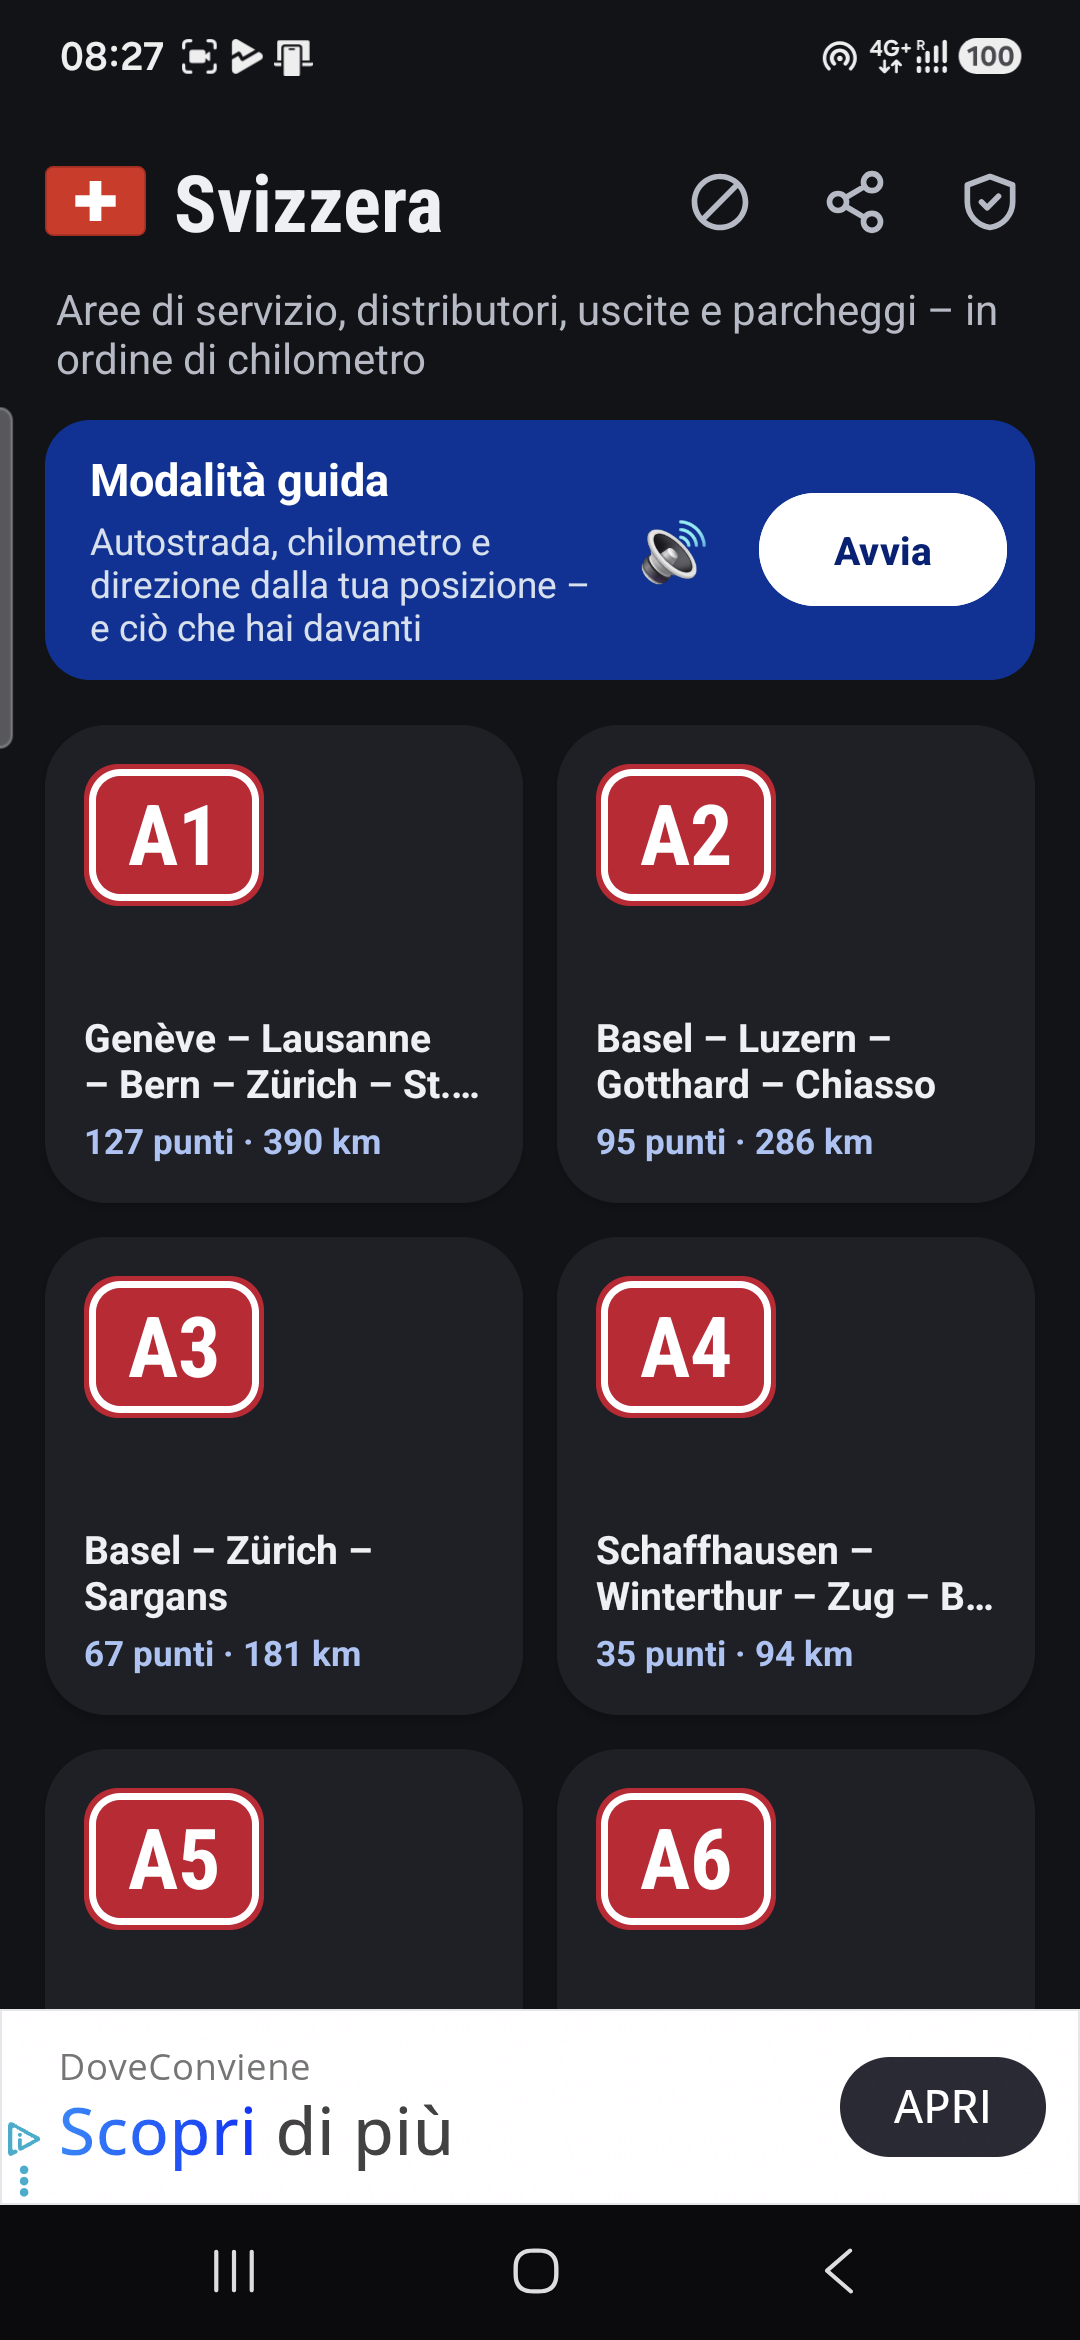 08:27
4G+ R 100
Svizzera
Aree di servizio, distributori, uscite e parcheggi – in
ordine di chilometro
Modalità guida
Autostrada, chilometro e
direzione dalla tua posizione –
e ciò che hai davanti
Avvia
A1
Genève – Lausanne
– Bern – Zürich – St.…
127 punti · 390 km
A2
Basel – Luzern –
Gotthard – Chiasso
95 punti · 286 km
A3
Basel – Zürich –
Sargans
67 punti · 181 km
A4
Schaffhausen –
Winterthur – Zug – B…
35 punti · 94 km
A5
A6
DoveConviene
Scopri di più
APRI